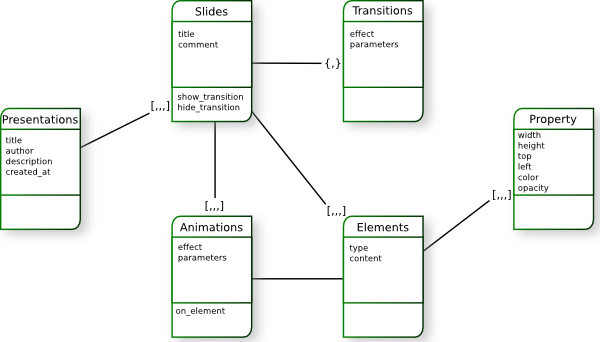 Slides
title
comment
show_transition
hide_transition
Transitions
effect
parameters
{,}
[,,,]
Presentations
title
author
description
created_at
Property
width
height
top
left
color
opacity
[,,,]
[,,,]
[,,,]
Animations
effect
parameters
on_element
Elements
type
content